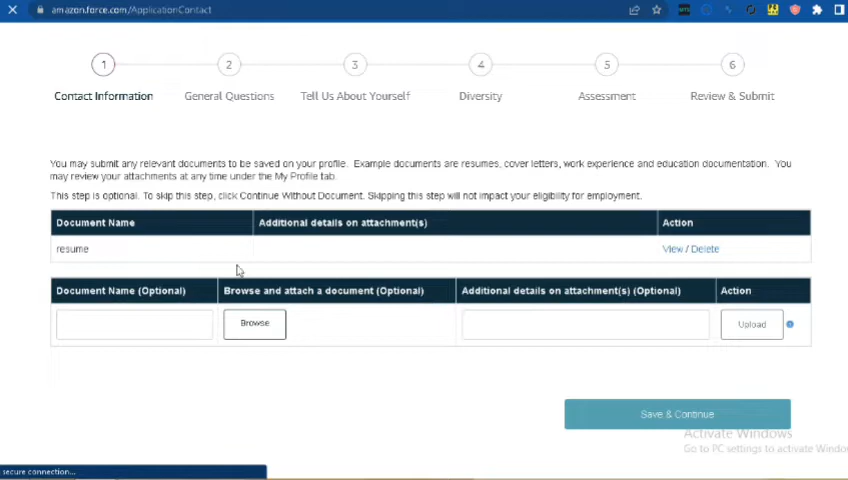 amazon.force.com/ApplicationContact
1 2 3 4 5 6
Contact Information General Questions Tell Us About Yourself Diversity Assessment Review & Submit
You may submit any relevant documents to be saved on your profile. Example documents are resumes, cover letters, work experience and education documentation. You
may review your attachments at any time under the My Profile tab.
This step is optional. To skip this step, click Continue Without Document. Skipping this step will not impact your eligibility for employment.
Document Name Additional details on attachment(s) Action
resume View / Delete
Document Name (Optional) Browse and attach a document (Optional) Additional details on attachment(s) (Optional) Action
Browse Upload
Save & Continue
Activate Windows
Go to PC settings to activate Windo
secure connection...